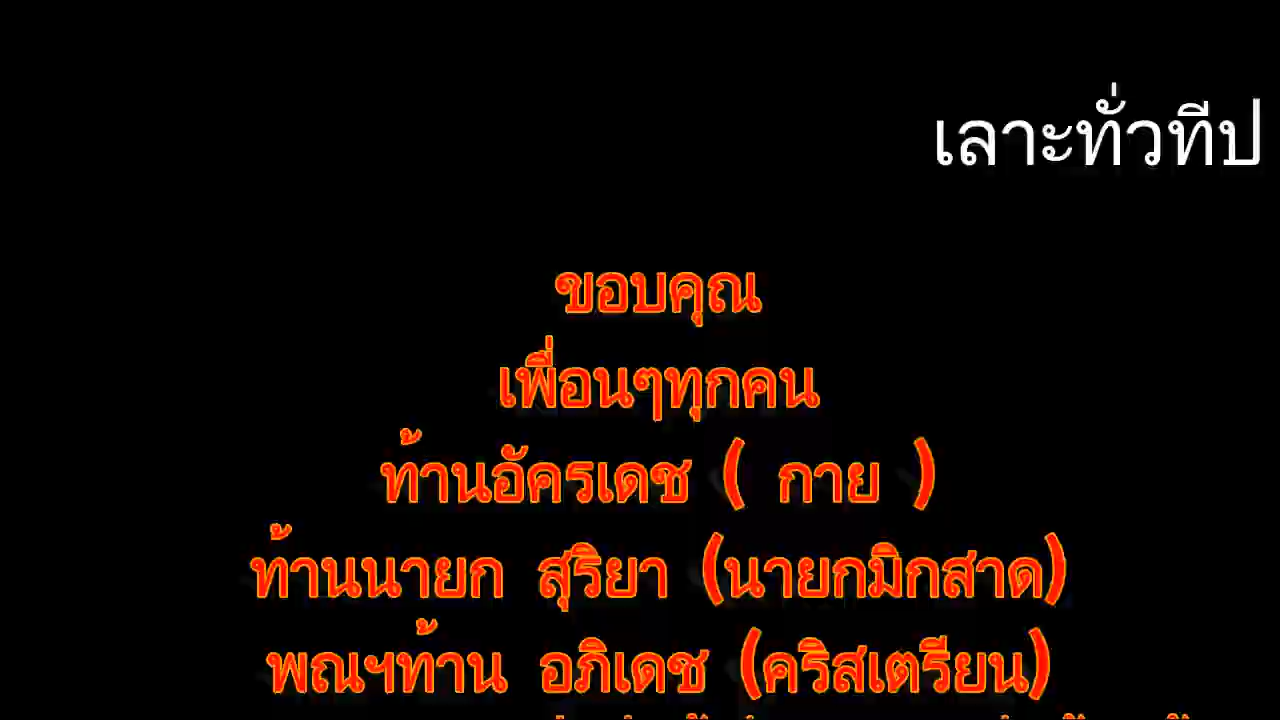 เลาะทั่วทีป
ขอบคุณ
เพื่อนๆทุกคน
ท้านอัครเดช ( กาย )
ท้านนายก สุริยา (นายกมิกสาด)
พณฯท้าน อภิเดช (คริสเตรียน)